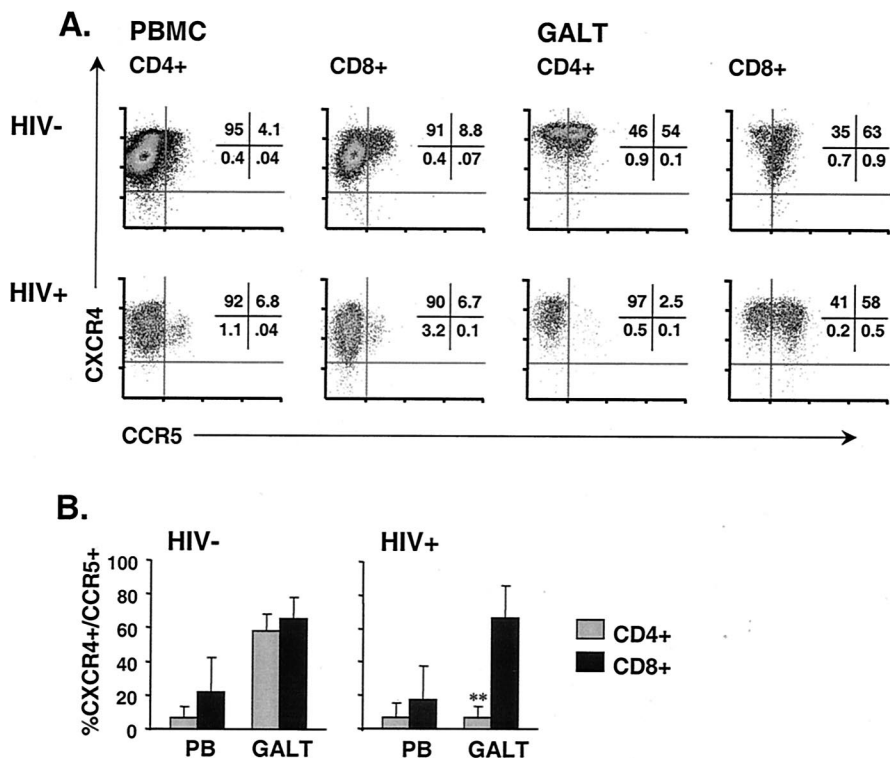 A.
PBMC
GALT
CD4+
CD8+
CD4+
CD8+
HIV-
95 4.1
0.4 .04
91 8.8
0.4 .07
46 54
0.9 0.1
35 63
0.7 0.9
HIV+
92 6.8
1.1 .04
90 6.7
3.2 0.1
97 2.5
0.5 0.1
41 58
0.2 0.5
CXCR4
CCR5
B.
HIV-
HIV+
%CXCR4+/CCR5+
100
80
60
40
20
0
**
PB
GALT
PB
GALT
CD4+
CD8+